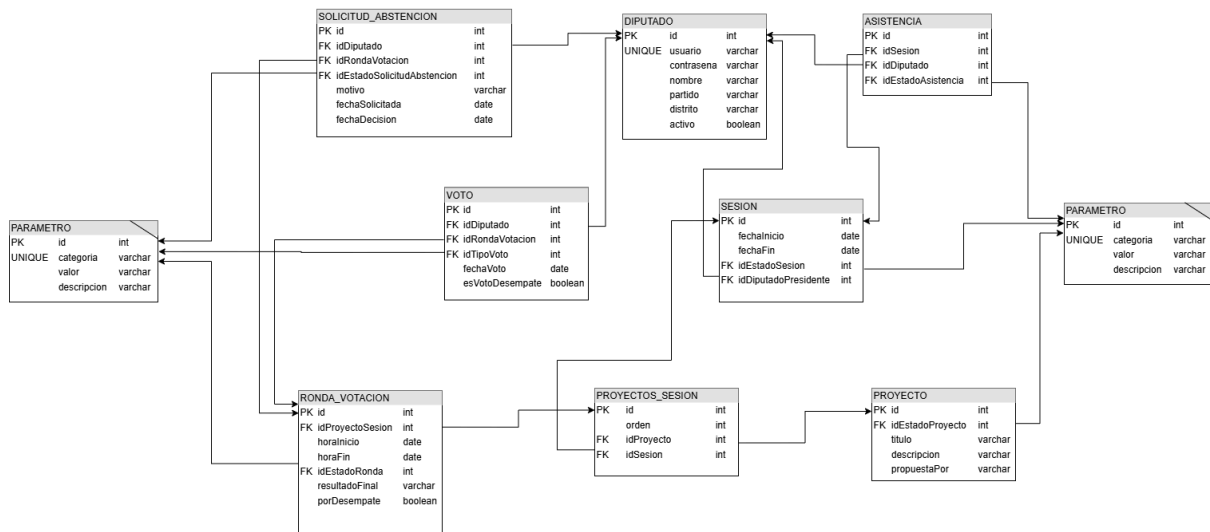 SOLICITUD_ABSTENCION
PK id int
FK idDiputado int
FK idRondaVotacion int
FK idEstadoSolicitudAbstencion int
motivo varchar
fechaSolicitada date
fechaDecision date
DIPUTADO
PK id int
UNIQUE usuario varchar
contrasena varchar
nombre varchar
partido varchar
distrito varchar
activo boolean
ASISTENCIA
PK id int
FK idSesion int
FK idDiputado int
FK idEstadoAsistencia int
PARAMETRO
PK id int
UNIQUE categoria varchar
valor varchar
descripcion varchar
VOTO
PK id int
FK idDiputado int
FK idRondaVotacion int
FK idTipoVoto int
fechaVoto date
esVotoDesempate boolean
SESION
PK id int
fechaInicio date
fechaFin date
FK idEstadoSesion int
FK idDiputadoPresidente int
PARAMETRO
PK id int
UNIQUE categoria varchar
valor varchar
descripcion varchar
RONDA_VOTACION
PK id int
FK idProyectoSesion int
horaInicio date
horaFin date
FK idEstadoRonda int
resultadoFinal varchar
porDesempate boolean
PROYECTOS_SESION
PK id int
orden int
FK idProyecto int
FK idSesion int
PROYECTO
PK id int
FK idEstadoProyecto int
titulo varchar
descripcion varchar
propuestaPor varchar